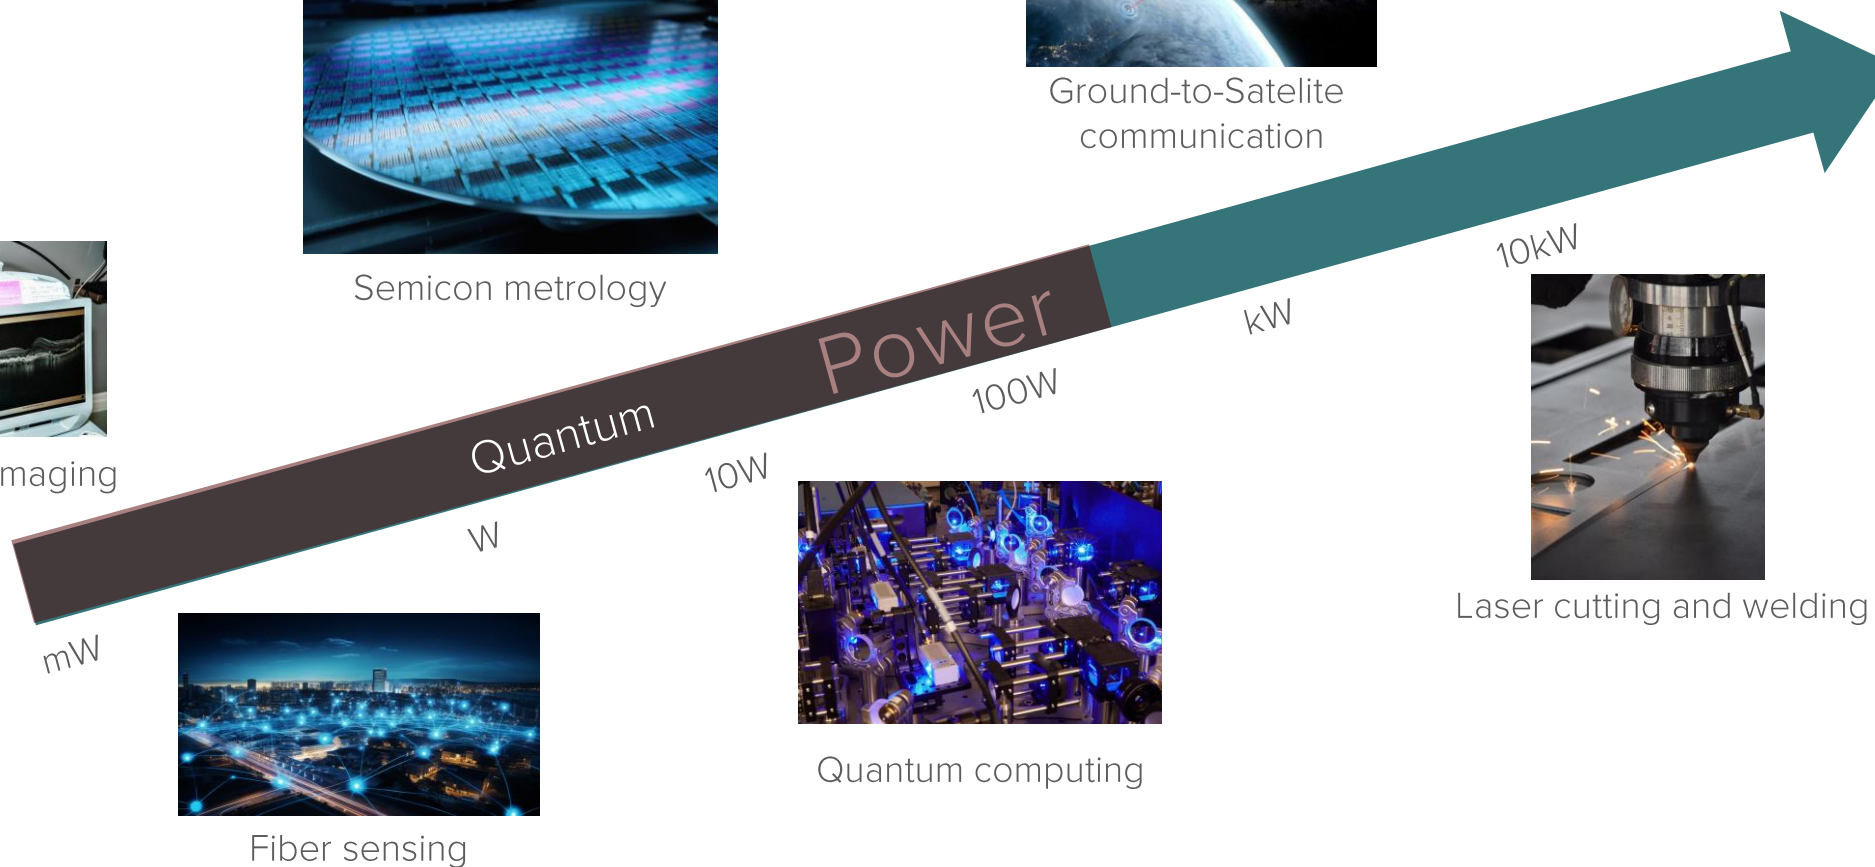 Ground-to-Satelite
communication
10kW
Semicon metrology
kW
Power
100W
Quantum
maging
10W
W
Laser cutting and welding
mW
Quantum computing
Fiber sensing